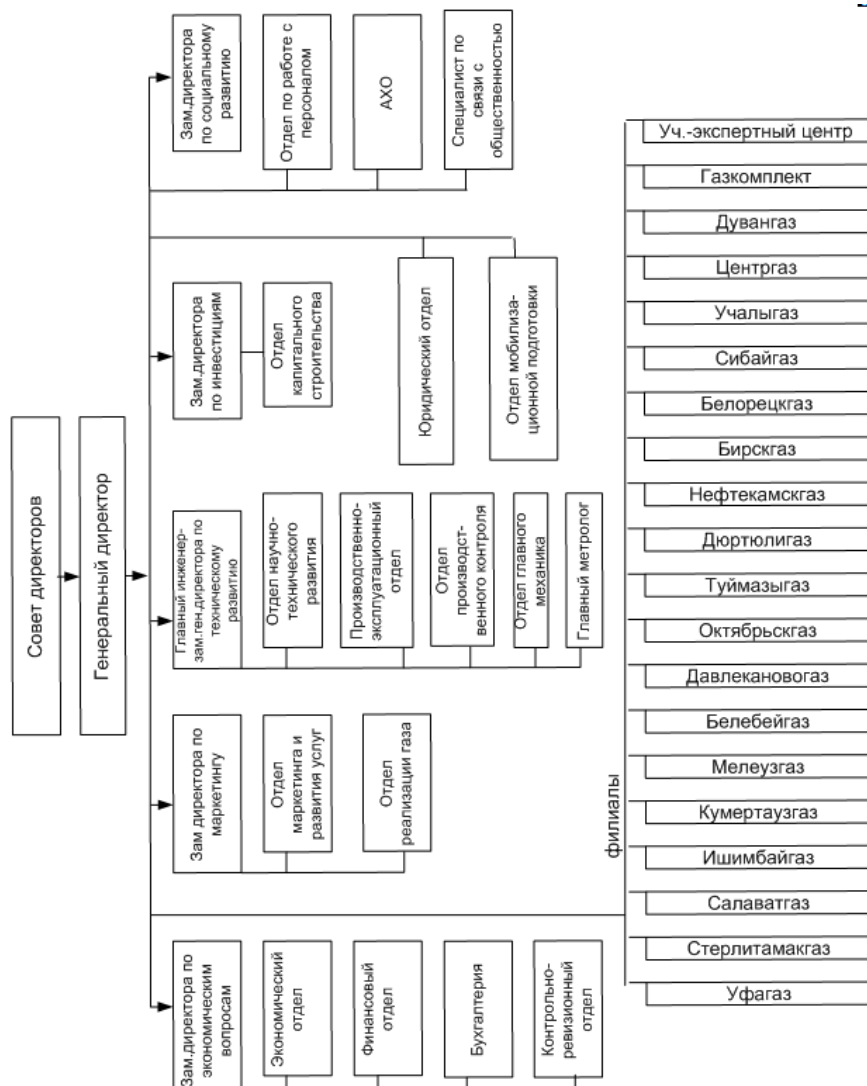 Совет директоров
Генеральный директор
Зам.директора по
экономическим
вопросам
Экономический
отдел
Финансовый
отдел
Бухгалтерия
Контрольно-
ревизионный
отдел
Зам директора по
маркетингу
Отдел
маркетинга и
развития услуг
Отдел
реализации газа
Главный инженер-
зам.ген.директора по
техническому
развитию
Отдел научно-
технического
развития
Производственно-
эксплуатационный
отдел
Отдел
производст-
венного контроля
Отдел главного
механика
Главный метролог
Зам.директора
по инвестициям
Отдел
капитального
строительства
Юридический отдел
Отдел мобилиза-
ционной подготовки
Зам.директора
по социальному
развитию
Отдел по работе с
персоналом
АХО
Специалист по
связи с
общественностью
филиалы
Уч.-экспертный центр
Газкомплект
Дувангаз
Центргаз
Учалыгаз
Сибайгаз
Белорецкгаз
Бирскгаз
Нефтекамскгаз
Дюртюлигаз
Туймазыгаз
Октябрьскгаз
Давлекановогаз
Белебейгаз
Мелеузгаз
Кумертаузгаз
Ишимбайгаз
Салаватгаз
Стерлитамакгаз
Уфагаз